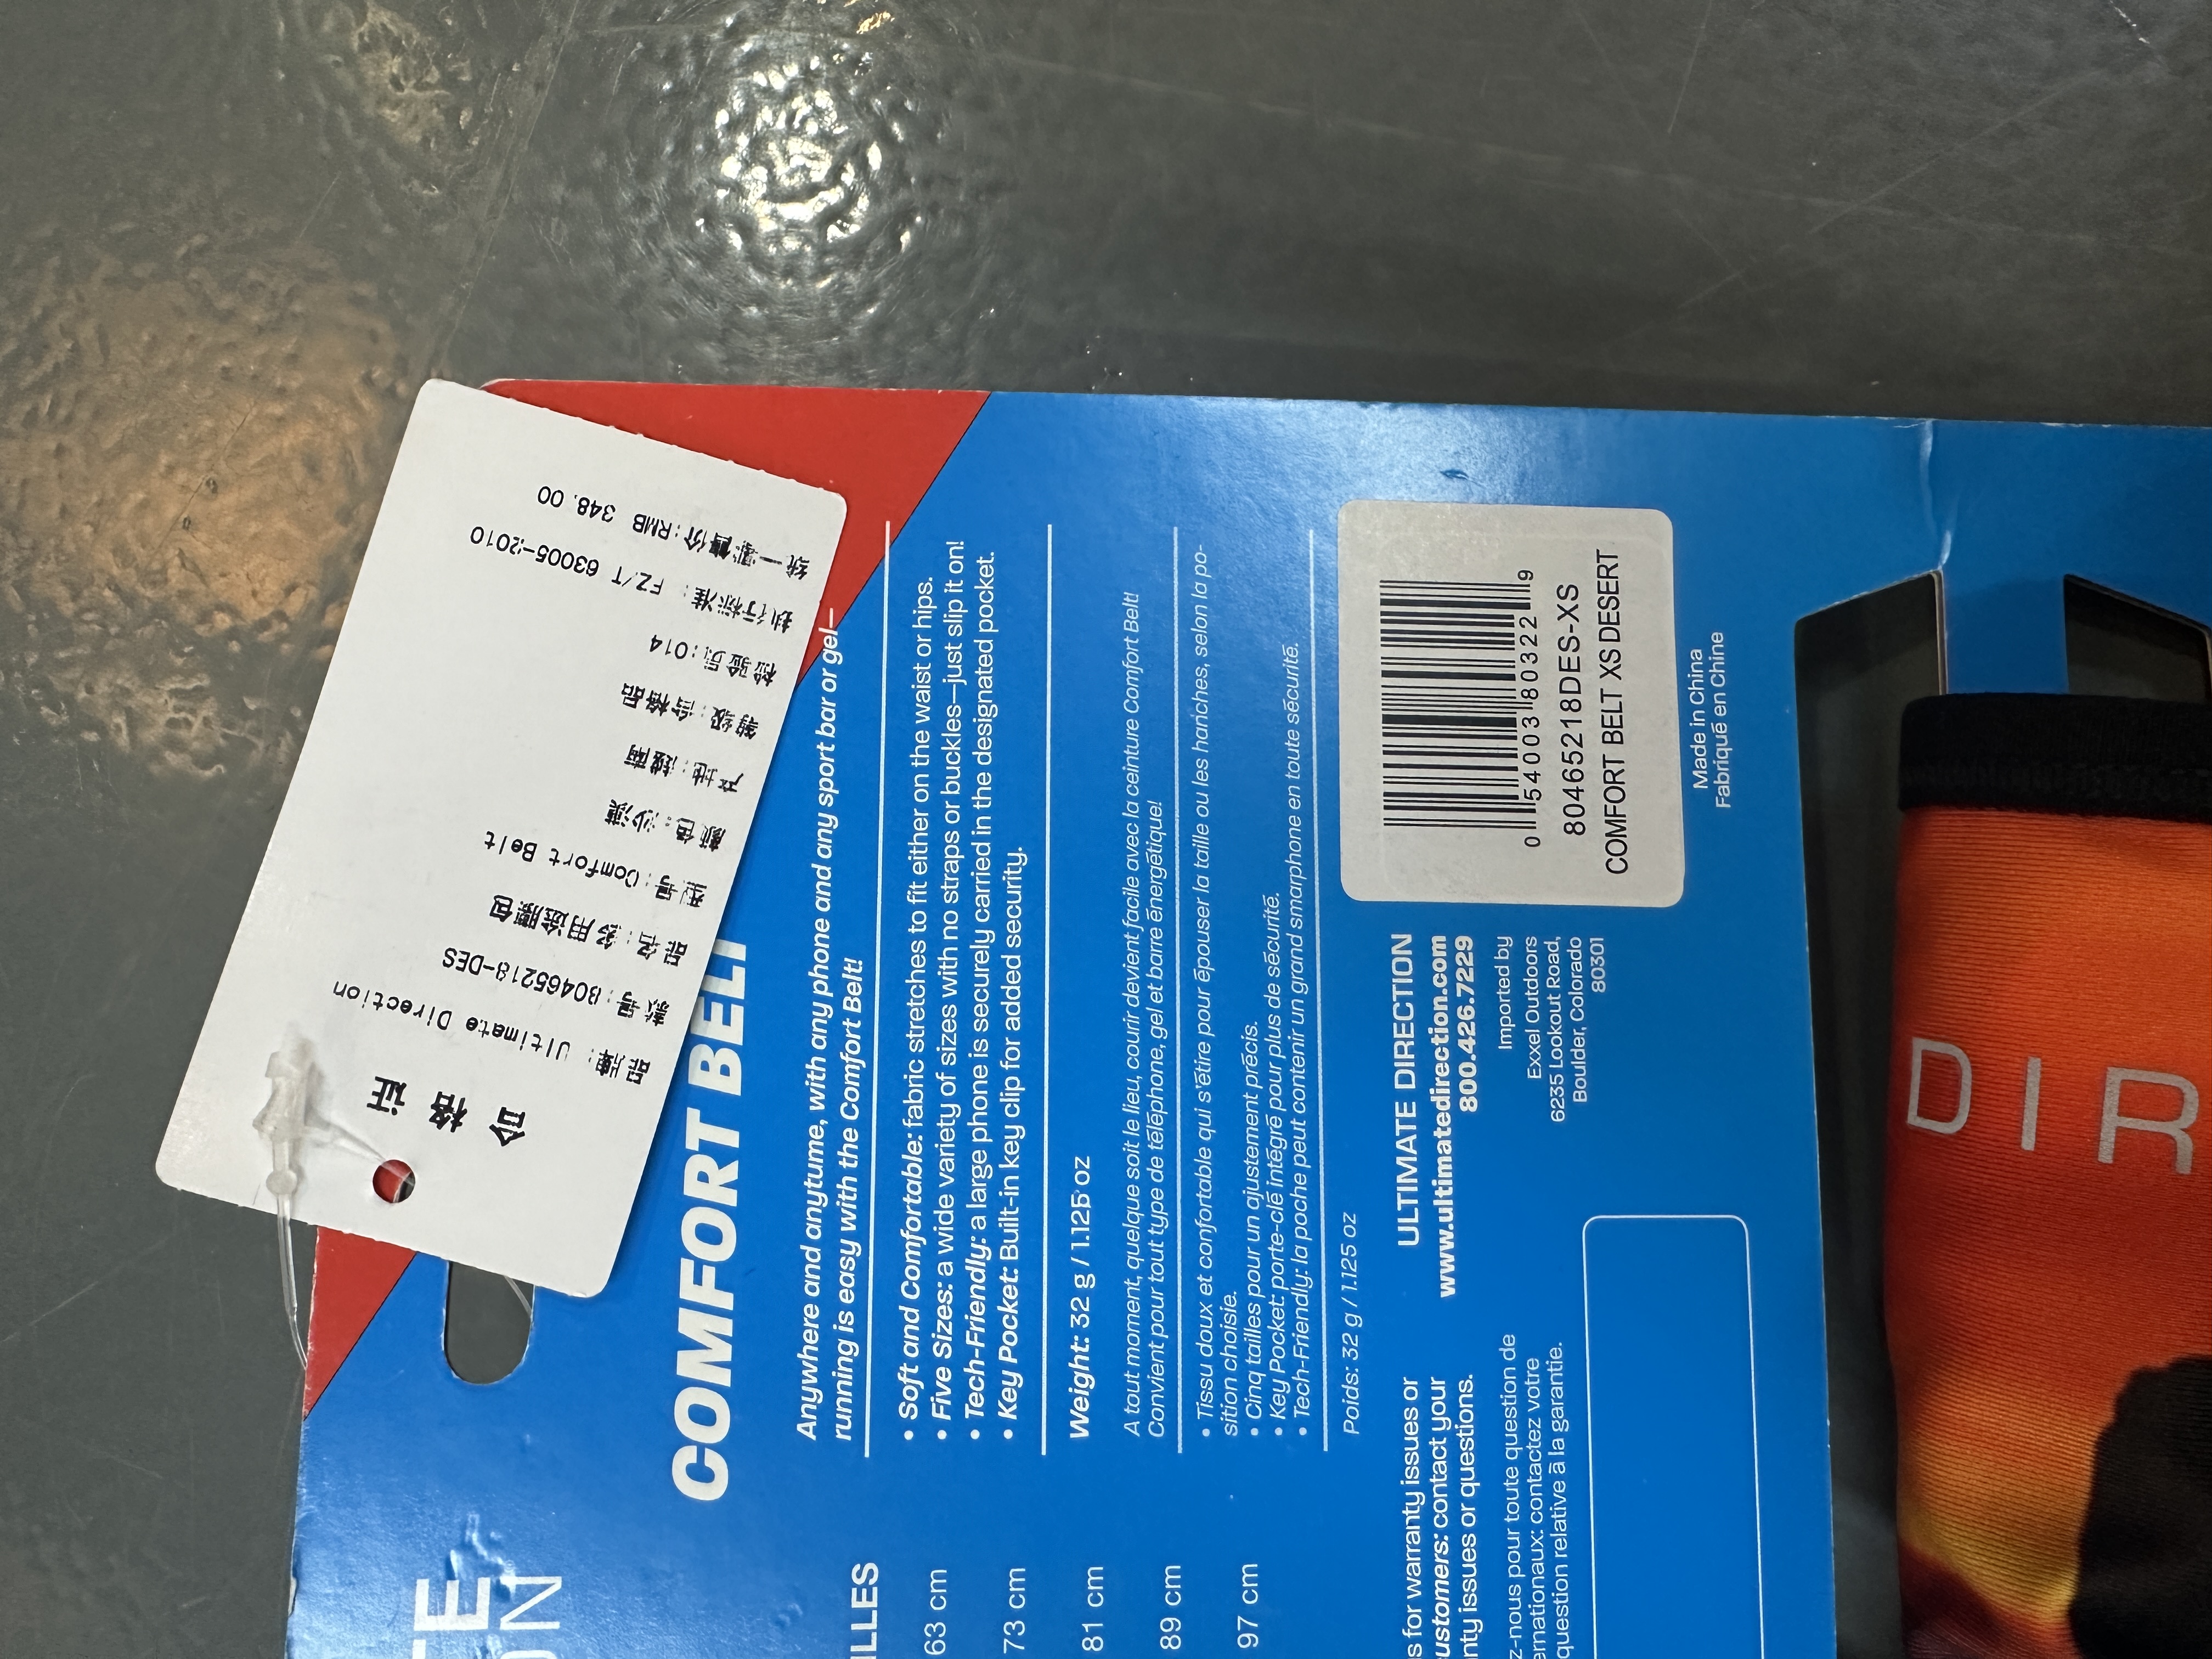 合格证
品牌: Ultimate Direction
款号:80465218-DES
品名:多用途腰包
型号:Comfort Belt
颜色:沙漠
产地:越南
等级:合格品
检验员:014
执行标准: FZ/T 63005-2010
统一零售价:RMB 348.00
COMFORT BELT
Anywhere and anytume, with any phone and any sport bar or gel—
running is easy with the Comfort Belt!
• Soft and Comfortable: fabric stretches to fit either on the waist or hips.
• Five Sizes: a wide variety of sizes with no straps or buckles—just slip it on!
• Tech-Friendly: a large phone is securely carried in the designated pocket.
• Key Pocket: Built-in key clip for added security.
Weight: 32 g / 1.125 oz
A tout moment, quelque soit le lieu, courir devient facile avec la ceinture Comfort Belt!
Convient pour tout type de téléphone, gel et barre énergétique!
• Tissu doux et confortable qui s'étire pour épouser la taille ou les hanches, selon la po-
sition choisie.
• Cinq tailles pour un ajustement précis.
• Key Pocket: porte-clé intégré pour plus de sécurité.
• Tech-Friendly: la poche peut contenir un grand smarphone en toute sécurité.
Poids: 32 g / 1.125 oz
ULTIMATE DIRECTION
www.ultimatedirection.com
800.426.7229
Imported by
Exxel Outdoors
6235 Lookout Road,
Boulder, Colorado
80301
0 54003 80322 9
80465218DES-XS
COMFORT BELT XS DESERT
Made in China
Fabriqué en Chine
ILLES
63 cm
73 cm
81 cm
89 cm
97 cm
s for warranty issues or
ustomers: contact your
nty issues or questions.
z-nous pour toute question de
ernationaux: contactez votre
question relative à la garantie.
TE
ON
DIR